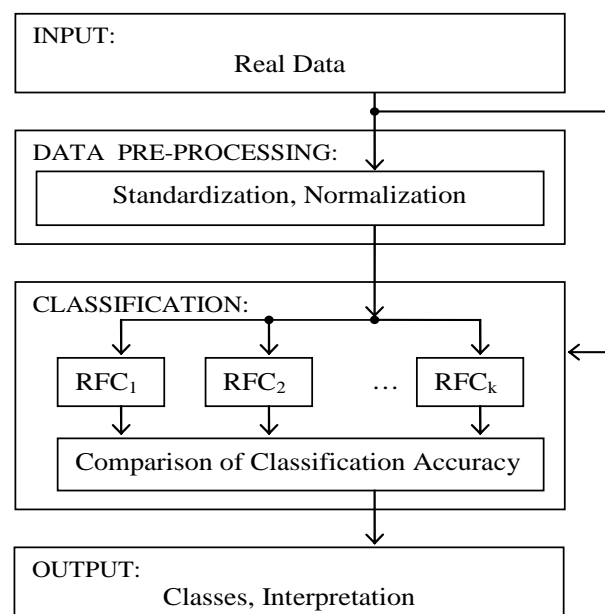 INPUT:
Real Data
DATA PRE-PROCESSING:
Standardization, Normalization
CLASSIFICATION:
RFC₁ RFC₂ … RFCₖ
Comparison of Classification Accuracy
OUTPUT:
Classes, Interpretation